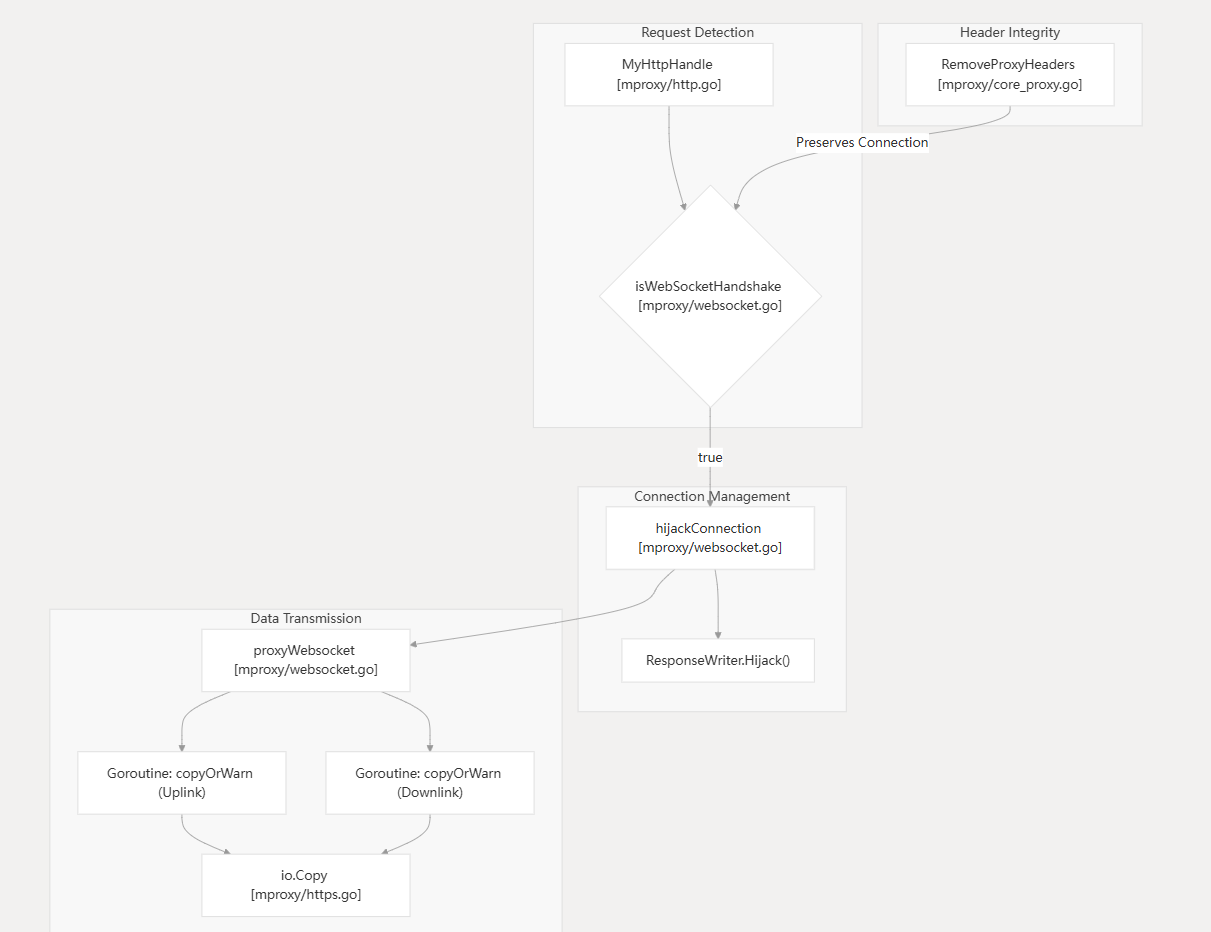 Request Detection
MyHttpHandle
[mproxy/http.go]
Header Integrity
RemoveProxyHeaders
[mproxy/core_proxy.go]
Preserves Connection
isWebSocketHandshake
[mproxy/websocket.go]
true
Connection Management
hijackConnection
[mproxy/websocket.go]
ResponseWriter.Hijack()
Data Transmission
proxyWebsocket
[mproxy/websocket.go]
Goroutine: copyOrWarn
(Uplink)
Goroutine: copyOrWarn
(Downlink)
io.Copy
[mproxy/https.go]